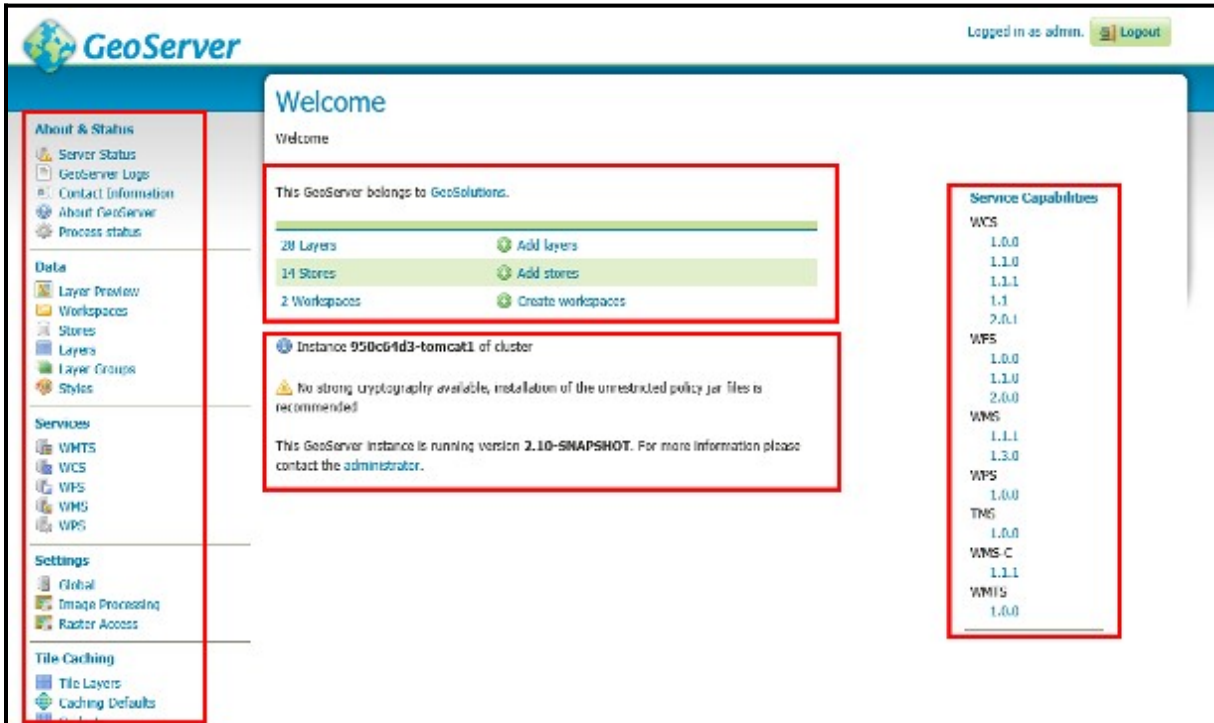 GeoServer
Logged in as admin.
Logout
About & Status
Server Status
GeoServer Logs
Contact Information
About GeoServer
Process status
Data
Layer Preview
Workspaces
Stores
Layers
Layer Groups
Styles
Services
WMTS
WCS
WFS
WMS
WPS
Settings
Global
Image Processing
Raster Access
Tile Caching
Tile Layers
Caching Defaults
Welcome
Welcome
This GeoServer belongs to GeoSolutions.
28 Layers Add layers
14 Stores Add stores
2 Workspaces Create workspaces
Instance 950c64d3-tomcat1 of cluster
No strong cryptography available, installation of the unrestricted policy jar files is
recommended
This GeoServer instance is running version 2.10-SNAPSHOT. For more information please
contact the administrator.
Service Capabilities
WCS
1.0.0
1.1.0
1.1.1
1.1
2.0.1
WFS
1.0.0
1.1.0
2.0.0
WMS
1.1.1
1.3.0
WPS
1.0.0
TMS
1.0.0
WMS-C
1.1.1
WMTS
1.0.0